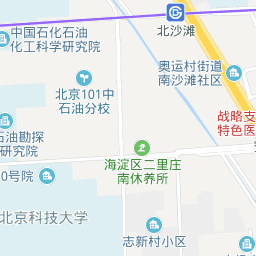 北沙滩
中国石化石油
化工科学研究院
奥运村街道
南沙滩社区
北京101中
石油分校
战略支
特色医
石油勘探
研究院
海淀区二里庄
南休养所
0号院
北京科技大学
志新村小区